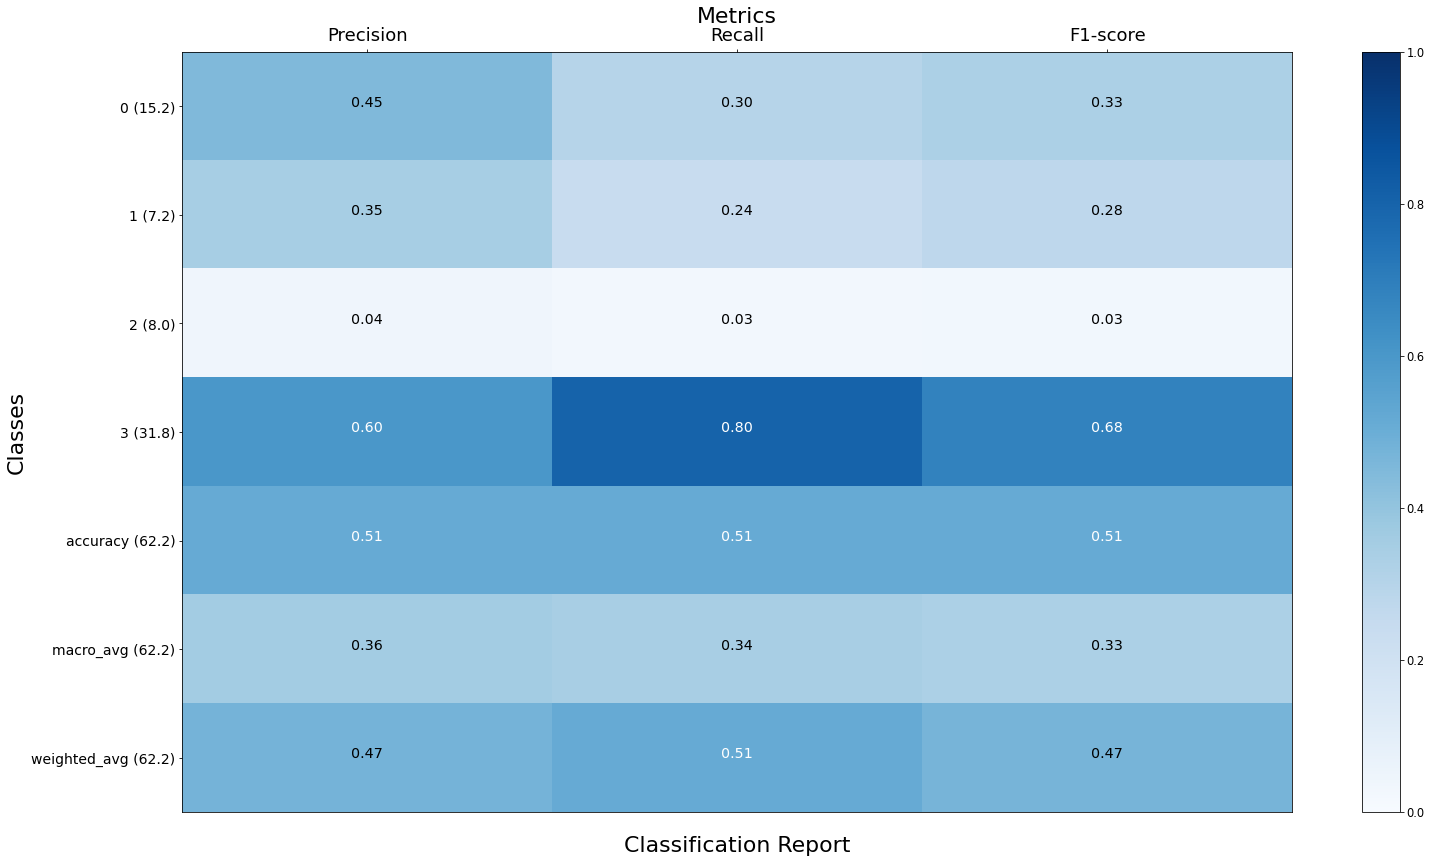 Metrics
Precision Recall F1-score
0 (15.2) 0.45 0.30 0.33
1 (7.2) 0.35 0.24 0.28
2 (8.0) 0.04 0.03 0.03
3 (31.8) 0.60 0.80 0.68
accuracy (62.2) 0.51 0.51 0.51
macro_avg (62.2) 0.36 0.34 0.33
weighted_avg (62.2) 0.47 0.51 0.47
Classes
Classification Report
1.0
0.8
0.6
0.4
0.2
0.0